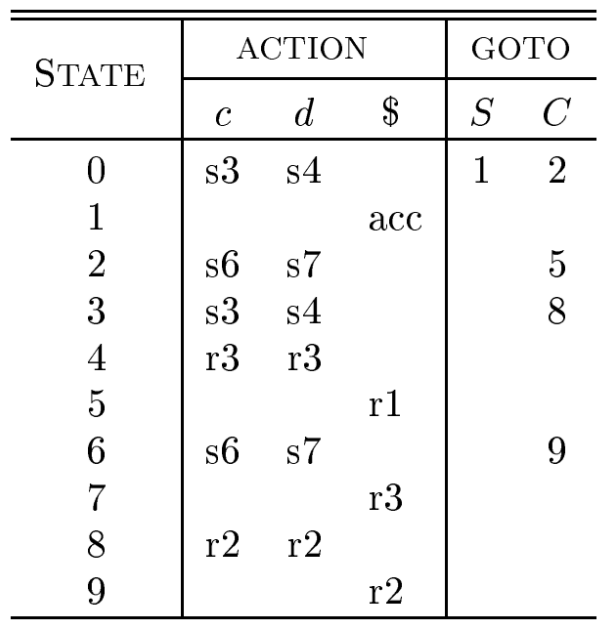 STATE ACTION GOTO
c d $ S C
0 s3 s4 1 2
1 acc
2 s6 s7 5
3 s3 s4 8
4 r3 r3
5 r1
6 s6 s7 9
7 r3
8 r2 r2
9 r2